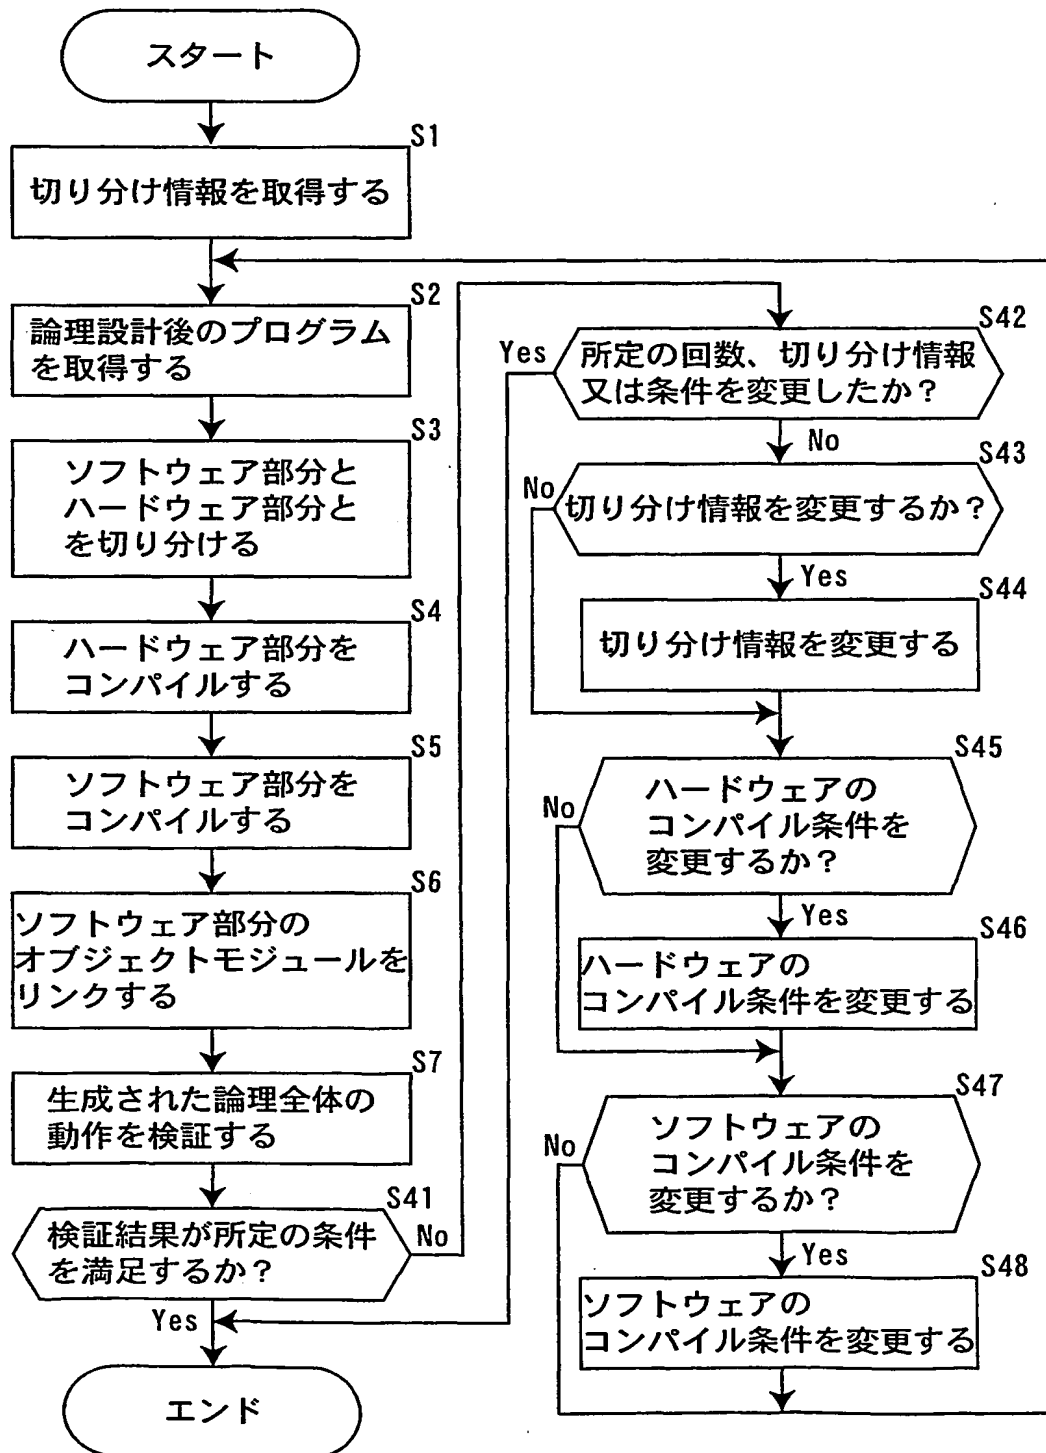 スタート
S1
切り分け情報を取得する
S2
論理設計後のプログラム
を取得する
S3
ソフトウェア部分と
ハードウェア部分と
を切り分ける
S4
ハードウェア部分を
コンパイルする
S5
ソフトウェア部分を
コンパイルする
S6
ソフトウェア部分の
オブジェクトモジュールを
リンクする
S7
生成された論理全体の
動作を検証する
S41
検証結果が所定の条件
を満足するか？
No
Yes
エンド
S42
Yes
所定の回数、切り分け情報
又は条件を変更したか？
No
S43
No
切り分け情報を変更するか？
Yes
S44
切り分け情報を変更する
S45
No
ハードウェアの
コンパイル条件を
変更するか？
Yes
S46
ハードウェアの
コンパイル条件を変更する
S47
No
ソフトウェアの
コンパイル条件を
変更するか？
Yes
S48
ソフトウェアの
コンパイル条件を変更する